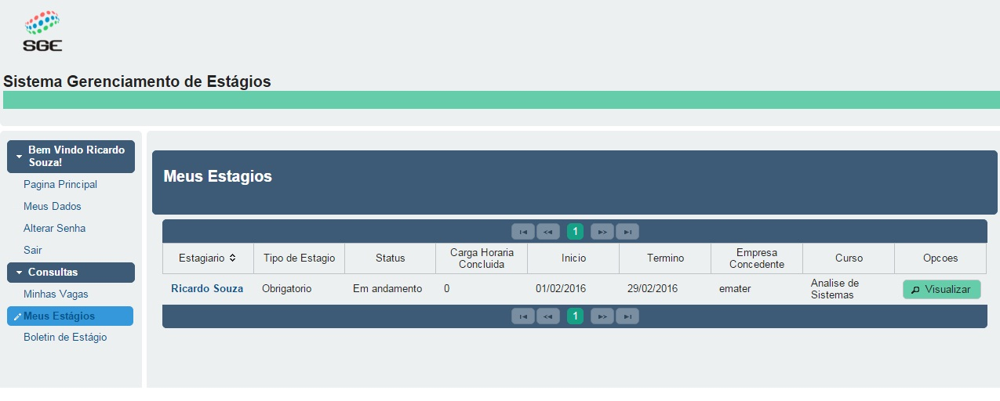 SGE
Sistema Gerenciamento de Estágios
Bem Vindo Ricardo
Souza!
Pagina Principal
Meus Dados
Alterar Senha
Sair
Consultas
Minhas Vagas
Meus Estágios
Boletin de Estágio
Meus Estagios
1
Estagiario Tipo de Estagio Status Carga Horaria Concluida Inicio Termino Empresa Concedente Curso Opcoes
Ricardo Souza Obrigatorio Em andamento 0 01/02/2016 29/02/2016 emater Analise de Sistemas Visualizar
1